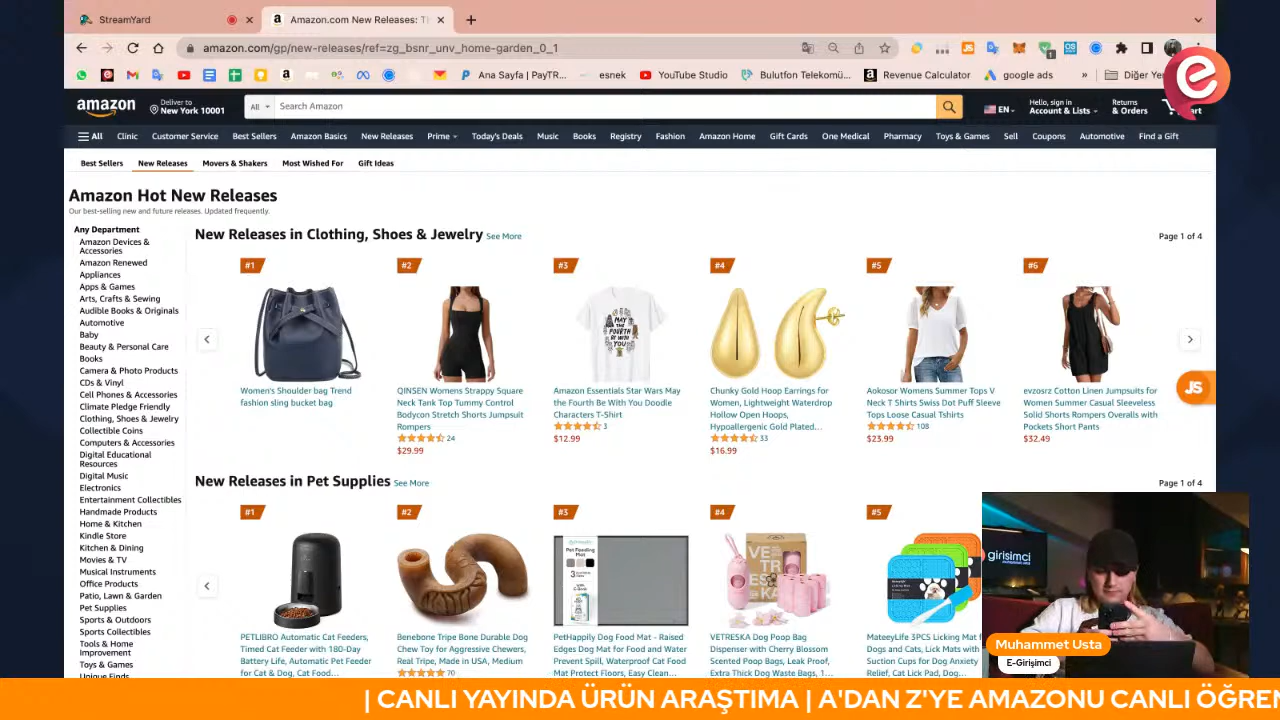 StreamYard
Amazon.com New Releases: T
amazon.com/gp/new-releases/ref=zg_bsnr_unv_home-garden_0_1
Ana Sayfa | PayTR...
esnek
YouTube Studio
Bulutfon Telekomü...
Revenue Calculator
google ads
»
Diğer Ye
amazon
Deliver to
New York 10001
All
Search Amazon
EN
Hello, sign in
Account & Lists
Returns
& Orders
All
Clinic
Customer Service
Best Sellers
Amazon Basics
New Releases
Prime
Today's Deals
Music
Books
Registry
Fashion
Amazon Home
Gift Cards
One Medical
Pharmacy
Toys & Games
Sell
Coupons
Automotive
Find a Gift
Best Sellers
New Releases
Movers & Shakers
Most Wished For
Gift Ideas
Amazon Hot New Releases
Our best-selling new and future releases. Updated frequently.
Any Department
Amazon Devices &
Accessories
Amazon Renewed
Appliances
Apps & Games
Arts, Crafts & Sewing
Audible Books & Originals
Automotive
Baby
Beauty & Personal Care
Books
Camera & Photo Products
CDs & Vinyl
Cell Phones & Accessories
Climate Pledge Friendly
Clothing, Shoes & Jewelry
Collectible Coins
Computers & Accessories
Digital Educational
Resources
Digital Music
Electronics
Entertainment Collectibles
Handmade Products
Home & Kitchen
Kindle Store
Kitchen & Dining
Movies & TV
Musical Instruments
Office Products
Patio, Lawn & Garden
Pet Supplies
Sports & Outdoors
Sports Collectibles
Tools & Home
Improvement
Toys & Games
Unique Finds
New Releases in Clothing, Shoes & Jewelry See More
Page 1 of 4
#1
Women's Shoulder bag Trend
fashion sling bucket bag
#2
QINSEN Womens Strappy Square
Neck Tank Top Tummy Control
Bodycon Stretch Shorts Jumpsuit
Rompers
24
$29.99
#3
MAY
THE
FOURTH
BE WITH
YOU
Amazon Essentials Star Wars May
the Fourth Be With You Doodle
Characters T-Shirt
3
$12.99
#4
Chunky Gold Hoop Earrings for
Women, Lightweight Waterdrop
Hollow Open Hoops,
Hypoallergenic Gold Plated...
33
$16.99
#5
Aokosor Womens Summer Tops V
Neck T Shirts Swiss Dot Puff Sleeve
Tops Loose Casual Tshirts
108
$23.99
#6
evzosrz Cotton Linen Jumpsuits for
Women Summer Casual Sleeveless
Solid Shorts Rompers Overalls with
Pockets Short Pants
$32.49
JS
New Releases in Pet Supplies See More
Page 1 of 4
#1
PETLIBRO Automatic Cat Feeders,
Timed Cat Feeder with 180-Day
Battery Life, Automatic Pet Feeder
for Cat & Dog, Cat Food
#2
Benebone Tripe Bone Durable Dog
Chew Toy for Aggressive Chewers,
Real Tripe, Made in USA, Medium
70
#3
Pet Feeding
Mat
3
PetHappily Dog Food Mat - Raised
Edges Dog Mat for Food and Water
Prevent Spill, Waterproof Cat Food
Mat Protect Floors, Easy Clean...
#4
VE
TRES
KA
VETRESKA Dog Poop Bag
Dispenser with Cherry Blossom
Scented Poop Bags, Leak Proof,
Extra Thick Dog Waste Bags, 1...
#5
MateeyLife 3PCS Licking Mat f
Dogs and Cats, Lick Mats with
Suction Cups for Dog Anxiety
Relief, Cat Lick Pad, Dog...
girisimci
Muhammet Usta
E-Girişimci
| CANLI YAYINDA ÜRÜN ARAŞTIMA | A'DAN Z'YE AMAZONU CANLI ÖĞREN